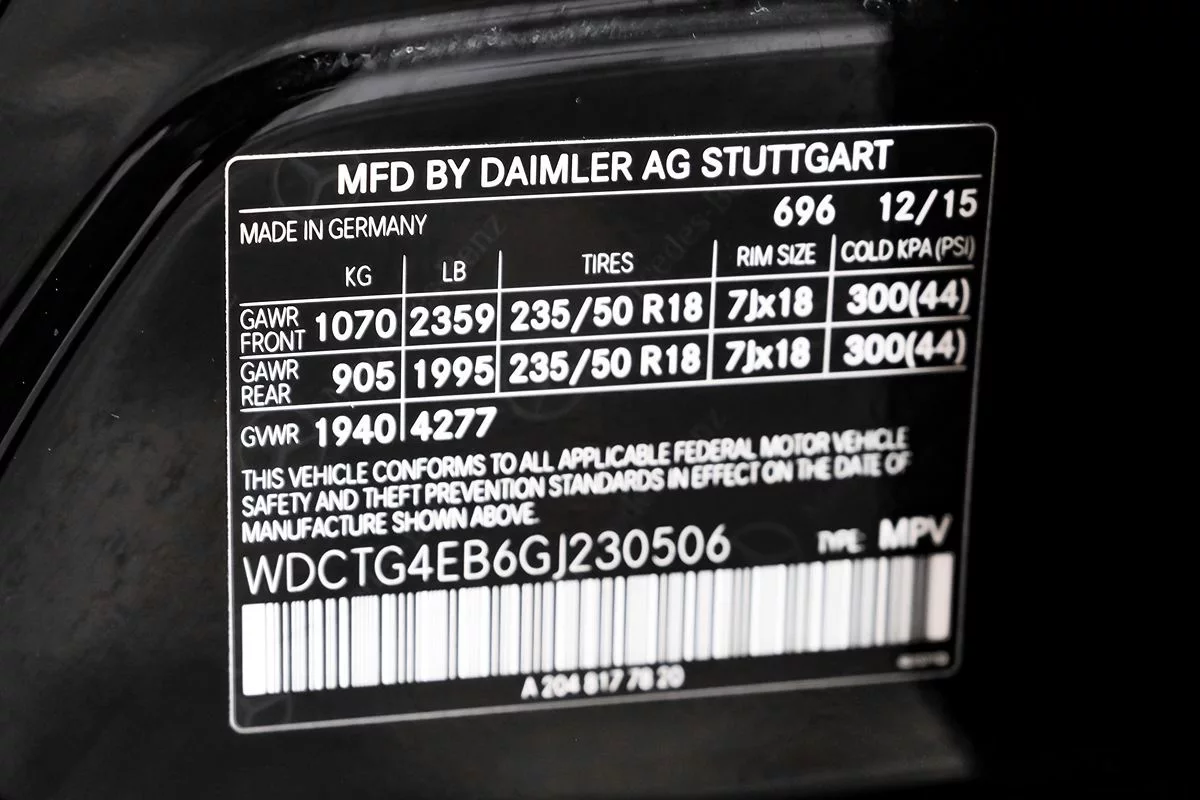 MFD BY DAIMLER AG STUTTGART
MADE IN GERMANY 696 12/15
KG LB TIRES RIM SIZE COLD KPA (PSI)
GAWR FRONT 1070 2359 235/50 R18 7Jx18 300(44)
GAWR REAR 905 1995 235/50 R18 7Jx18 300(44)
GVWR 1940 4277
THIS VEHICLE CONFORMS TO ALL APPLICABLE FEDERAL MOTOR VEHICLE
SAFETY AND THEFT PREVENTION STANDARDS IN EFFECT ON THE DATE OF
MANUFACTURE SHOWN ABOVE.
WDCTG4EB6GJ230506 TYPE: MPV
A 204 817 78 20